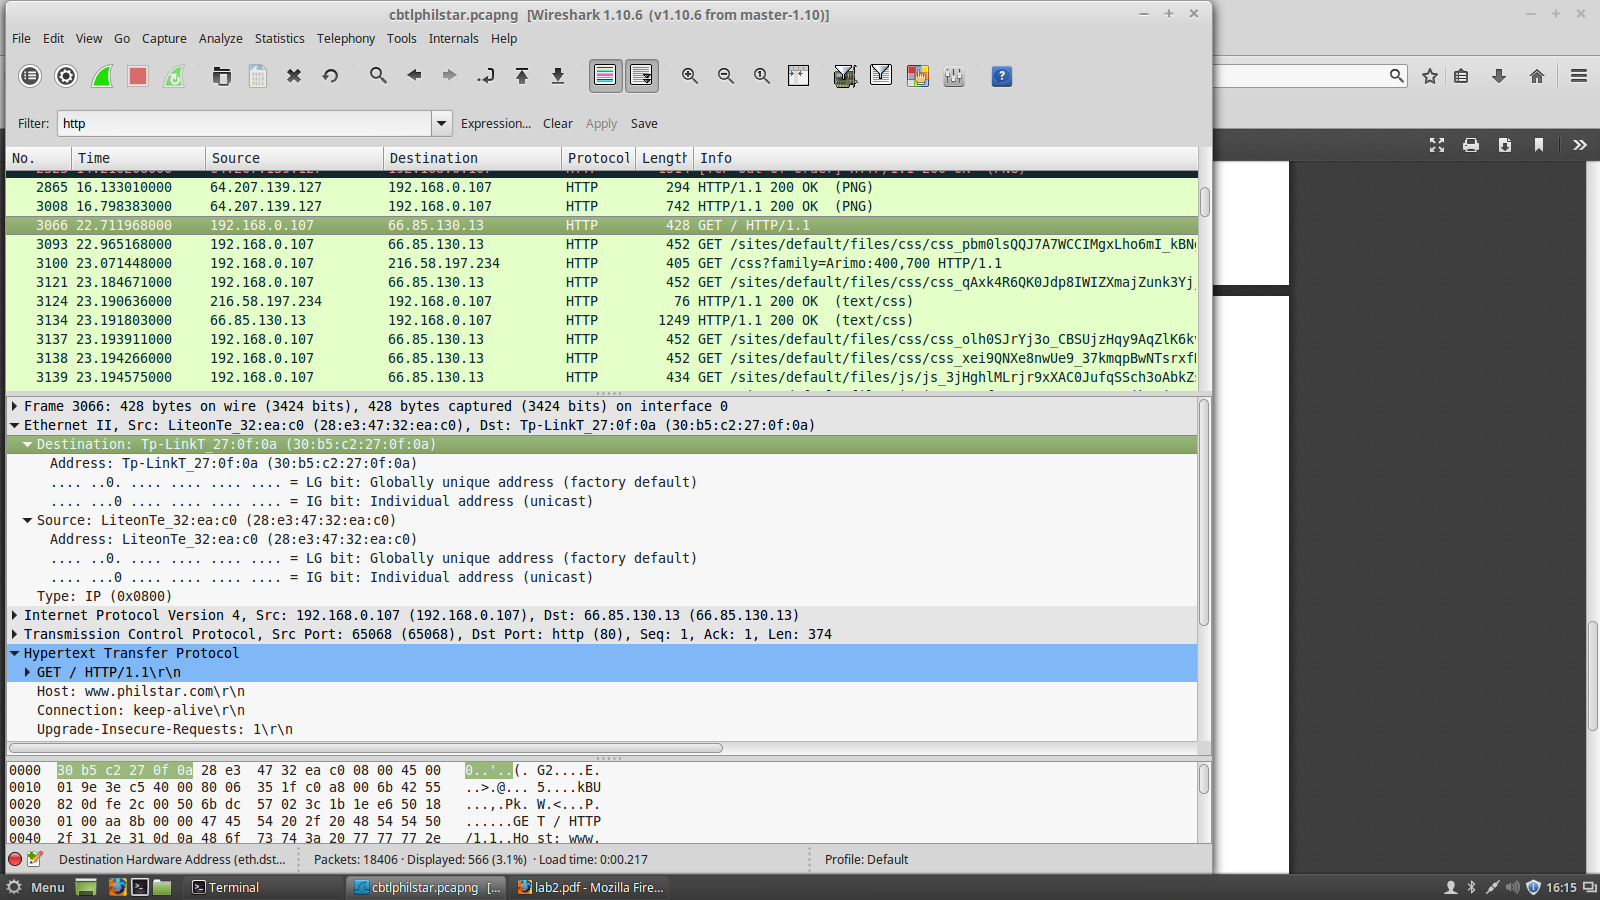 cbtlphilstar.pcapng [Wireshark 1.10.6 (v1.10.6 from master-1.10)]
File Edit View Go Capture Analyze Statistics Telephony Tools Internals Help
Filter: http Expression... Clear Apply Save
No. Time Source Destination Protocol Length Info
2865 16.133010000 64.207.139.127 192.168.0.107 HTTP 294 HTTP/1.1 200 OK (PNG)
3008 16.798383000 64.207.139.127 192.168.0.107 HTTP 742 HTTP/1.1 200 OK (PNG)
3066 22.711968000 192.168.0.107 66.85.130.13 HTTP 428 GET / HTTP/1.1
3093 22.965168000 192.168.0.107 66.85.130.13 HTTP 452 GET /sites/default/files/css/css_pbm0lsQQJ7A7WCCIMgxLho6mI_kBN
3100 23.071448000 192.168.0.107 216.58.197.234 HTTP 405 GET /css?family=Arimo:400,700 HTTP/1.1
3121 23.184671000 192.168.0.107 66.85.130.13 HTTP 452 GET /sites/default/files/css/css_qAxk4R6QK0Jdp8IWIZXmajZunk3Yj
3124 23.190636000 216.58.197.234 192.168.0.107 HTTP 76 HTTP/1.1 200 OK (text/css)
3134 23.191803000 66.85.130.13 192.168.0.107 HTTP 1249 HTTP/1.1 200 OK (text/css)
3137 23.193911000 192.168.0.107 66.85.130.13 HTTP 452 GET /sites/default/files/css/css_olh0SJrYj3o_CBSUjzHqy9AqZlK6k
3138 23.194266000 192.168.0.107 66.85.130.13 HTTP 452 GET /sites/default/files/css/css_xei9QNXe8nwUe9_37kmqpBwNTsrxf
3139 23.194575000 192.168.0.107 66.85.130.13 HTTP 434 GET /sites/default/files/js/js_3jHghlMLrjr9xXAC0JufqSSch3oAbkZ
Frame 3066: 428 bytes on wire (3424 bits), 428 bytes captured (3424 bits) on interface 0
Ethernet II, Src: LiteonTe_32:ea:c0 (28:e3:47:32:ea:c0), Dst: Tp-LinkT_27:0f:0a (30:b5:c2:27:0f:0a)
Destination: Tp-LinkT_27:0f:0a (30:b5:c2:27:0f:0a)
Address: Tp-LinkT_27:0f:0a (30:b5:c2:27:0f:0a)
.... ..0. .... .... .... .... = LG bit: Globally unique address (factory default)
.... ...0 .... .... .... .... = IG bit: Individual address (unicast)
Source: LiteonTe_32:ea:c0 (28:e3:47:32:ea:c0)
Address: LiteonTe_32:ea:c0 (28:e3:47:32:ea:c0)
.... ..0. .... .... .... .... = LG bit: Globally unique address (factory default)
.... ...0 .... .... .... .... = IG bit: Individual address (unicast)
Type: IP (0x0800)
Internet Protocol Version 4, Src: 192.168.0.107 (192.168.0.107), Dst: 66.85.130.13 (66.85.130.13)
Transmission Control Protocol, Src Port: 65068 (65068), Dst Port: http (80), Seq: 1, Ack: 1, Len: 374
Hypertext Transfer Protocol
GET / HTTP/1.1\r\n
Host: www.philstar.com\r\n
Connection: keep-alive\r\n
Upgrade-Insecure-Requests: 1\r\n
0000 30 b5 c2 27 0f 0a 28 e3 47 32 ea c0 08 00 45 00 0..'..(. G2....E.
0010 01 9e 3e c5 40 00 80 06 35 1f c0 a8 00 6b 42 55 ..>.@... 5....kBU
0020 82 0d fe 2c 00 50 6b dc 57 02 3c 1b 1e e6 50 18 ...,.Pk. W.<...P.
0030 01 00 aa 8b 00 00 47 45 54 20 2f 20 48 54 54 50 ......GE T / HTTP
0040 2f 31 2e 31 0d 0a 48 6f 73 74 3a 20 77 77 77 2e /1.1..Ho st: www.
Destination Hardware Address (eth.dst... Packets: 18406 · Displayed: 566 (3.1%) · Load time: 0:00.217 Profile: Default
Menu Terminal cbtlphilstar.pcapng [... lab2.pdf - Mozilla Fire... 16:15